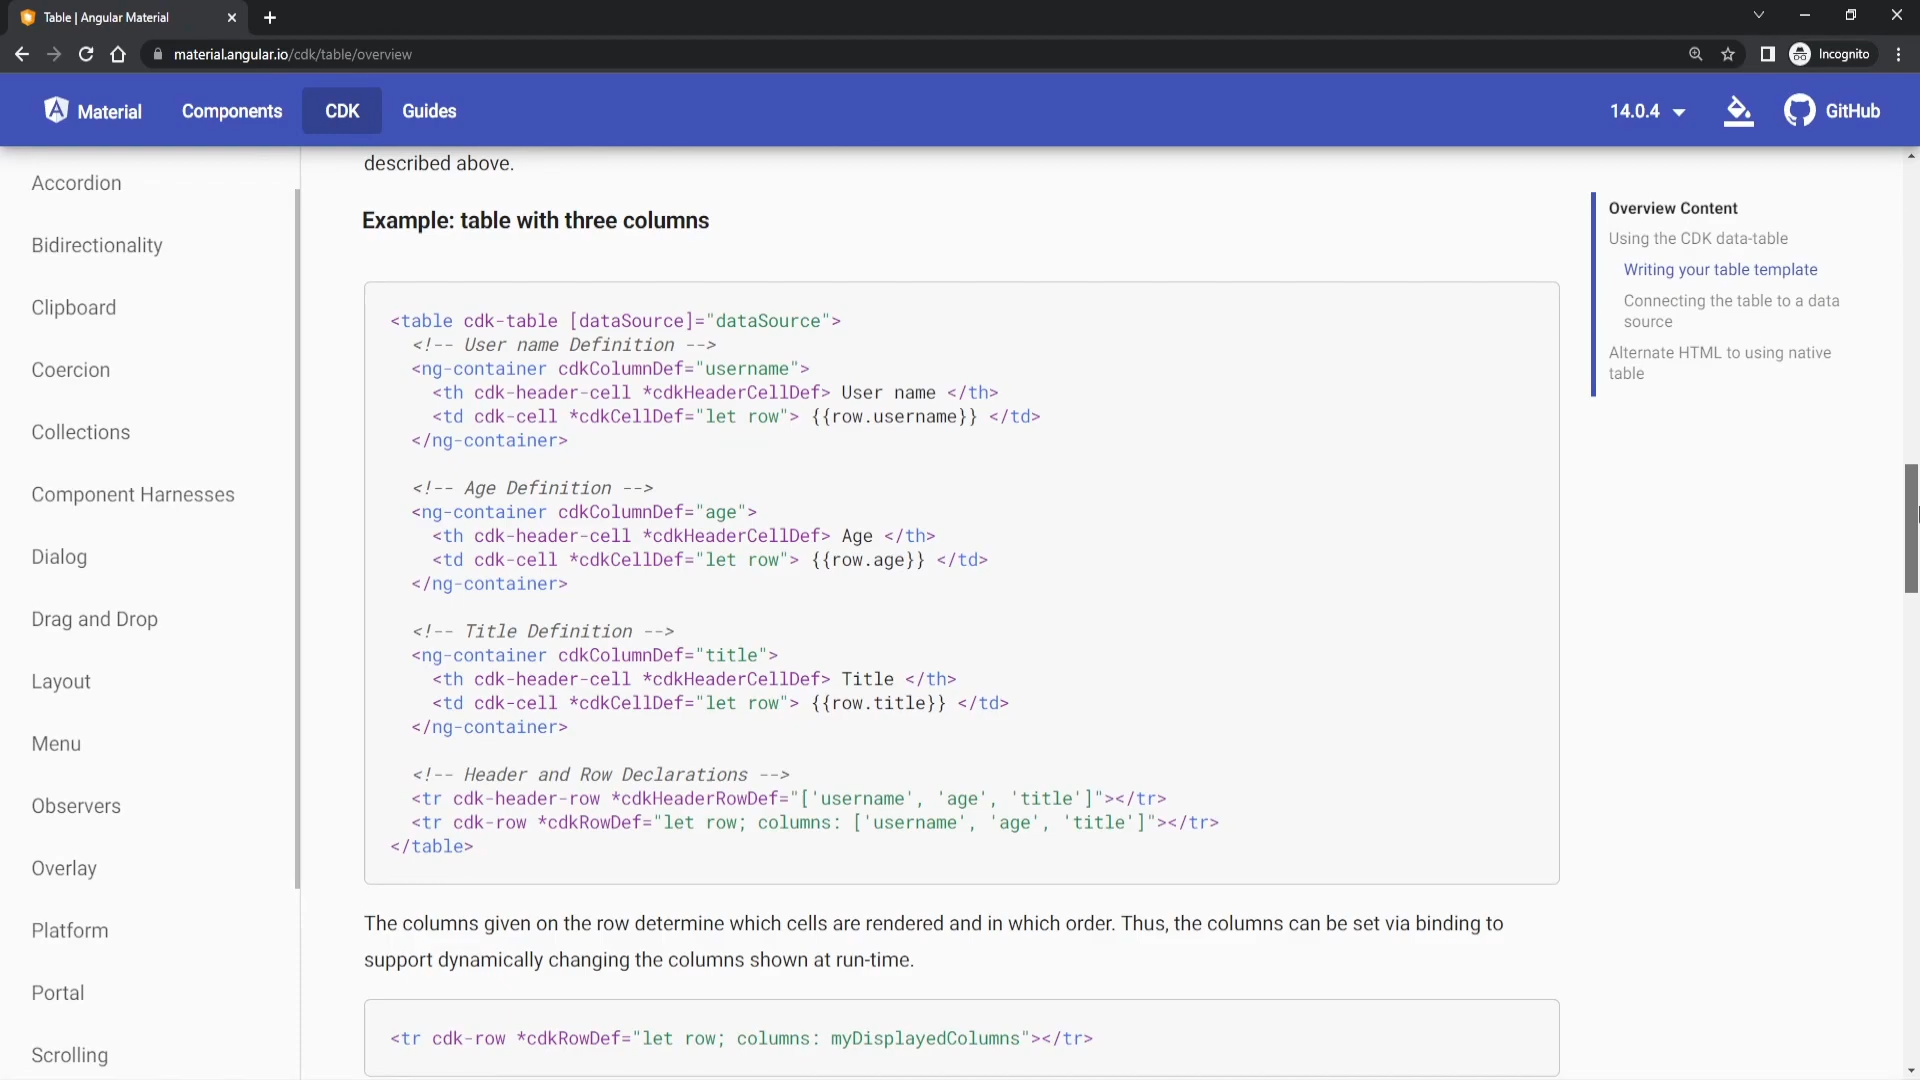 Table | Angular Material
material.angular.io/cdk/table/overview
Incognito
Material
Components
CDK
Guides
14.0.4
GitHub
Accordion
Bidirectionality
Clipboard
Coercion
Collections
Component Harnesses
Dialog
Drag and Drop
Layout
Menu
Observers
Overlay
Platform
Portal
Scrolling
described above.
Example: table with three columns
<table cdk-table [dataSource]="dataSource">
  <!-- User name Definition -->
  <ng-container cdkColumnDef="username">
    <th cdk-header-cell *cdkHeaderCellDef> User name </th>
    <td cdk-cell *cdkCellDef="let row"> {{row.username}} </td>
  </ng-container>
  <!-- Age Definition -->
  <ng-container cdkColumnDef="age">
    <th cdk-header-cell *cdkHeaderCellDef> Age </th>
    <td cdk-cell *cdkCellDef="let row"> {{row.age}} </td>
  </ng-container>
  <!-- Title Definition -->
  <ng-container cdkColumnDef="title">
    <th cdk-header-cell *cdkHeaderCellDef> Title </th>
    <td cdk-cell *cdkCellDef="let row"> {{row.title}} </td>
  </ng-container>
  <!-- Header and Row Declarations -->
  <tr cdk-header-row *cdkHeaderRowDef="['username', 'age', 'title']"></tr>
  <tr cdk-row *cdkRowDef="let row; columns: ['username', 'age', 'title']"></tr>
</table>
The columns given on the row determine which cells are rendered and in which order. Thus, the columns can be set via binding to
support dynamically changing the columns shown at run-time.
<tr cdk-row *cdkRowDef="let row; columns: myDisplayedColumns"></tr>
Overview Content
Using the CDK data-table
Writing your table template
Connecting the table to a data
source
Alternate HTML to using native
table